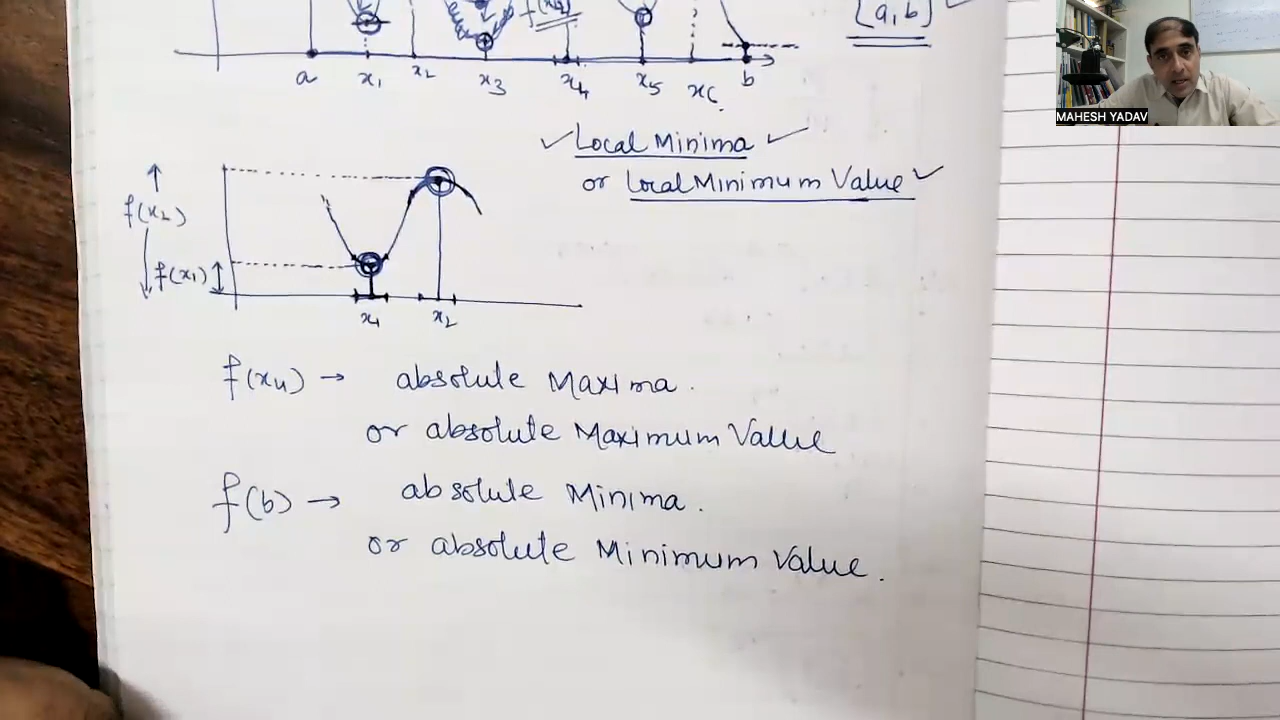 f(x4)
[a,b]
a x1 x2 x3 x4 x5 x6 b
MAHESH YADAV
Local Minima
or Local Minimum Value
f(x2)
f(x1)
x1 x2
f(x4) → absolute Maxima.
or absolute Maximum Value
f(b) → absolute Minima.
or absolute Minimum Value.